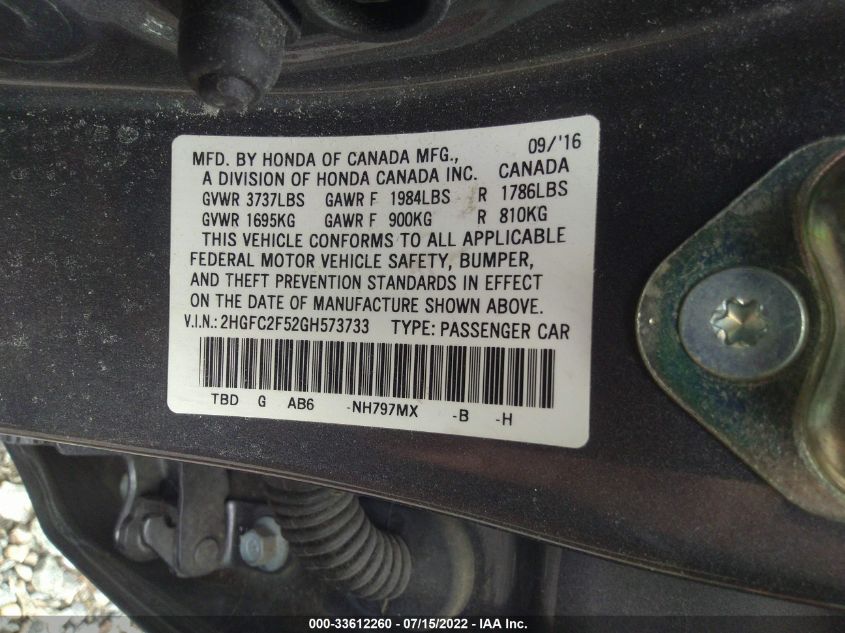 MFD. BY HONDA OF CANADA MFG., 09/'16
A DIVISION OF HONDA CANADA INC. CANADA
GVWR 3737LBS GAWR F 1984LBS R 1786LBS
GVWR 1695KG GAWR F 900KG R 810KG
THIS VEHICLE CONFORMS TO ALL APPLICABLE
FEDERAL MOTOR VEHICLE SAFETY, BUMPER,
AND THEFT PREVENTION STANDARDS IN EFFECT
ON THE DATE OF MANUFACTURE SHOWN ABOVE.
V.I.N.: 2HGFC2F52GH573733 TYPE: PASSENGER CAR
TBD G AB6 -NH797MX -B -H
000-33612260 - 07/15/2022 - IAA Inc.